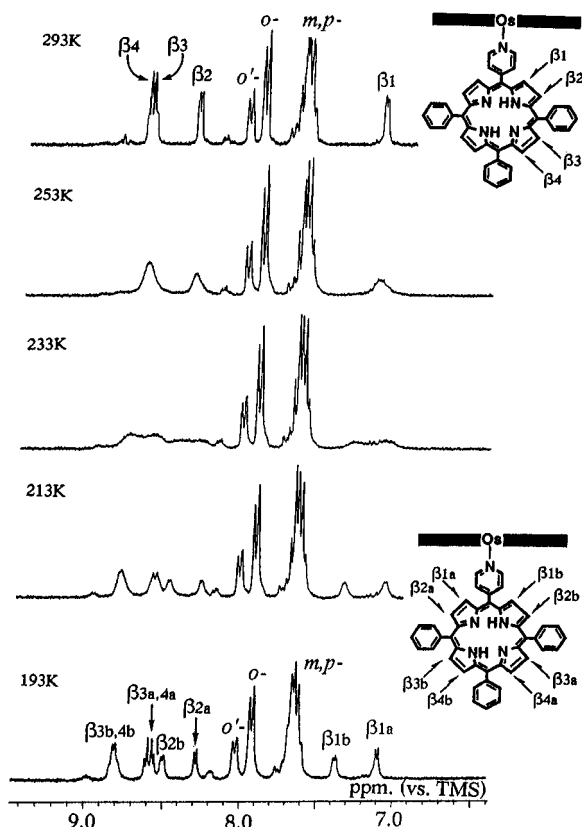 293K
β4
β3
β2
o'-
o-
m,p-
β1
Os
N
β1
β2
N
HN
NH
N
β3
β4
253K
233K
213K
Os
N
β1a
β1b
β2a
β2b
N
HN
NH
N
β3b
β3a
β4b
β4a
193K
β3b,4b
β3a,4a
β2b
β2a
o'-
o-
m,p-
β1b
β1a
ppm. (vs. TMS)
9.0
8.0
7.0